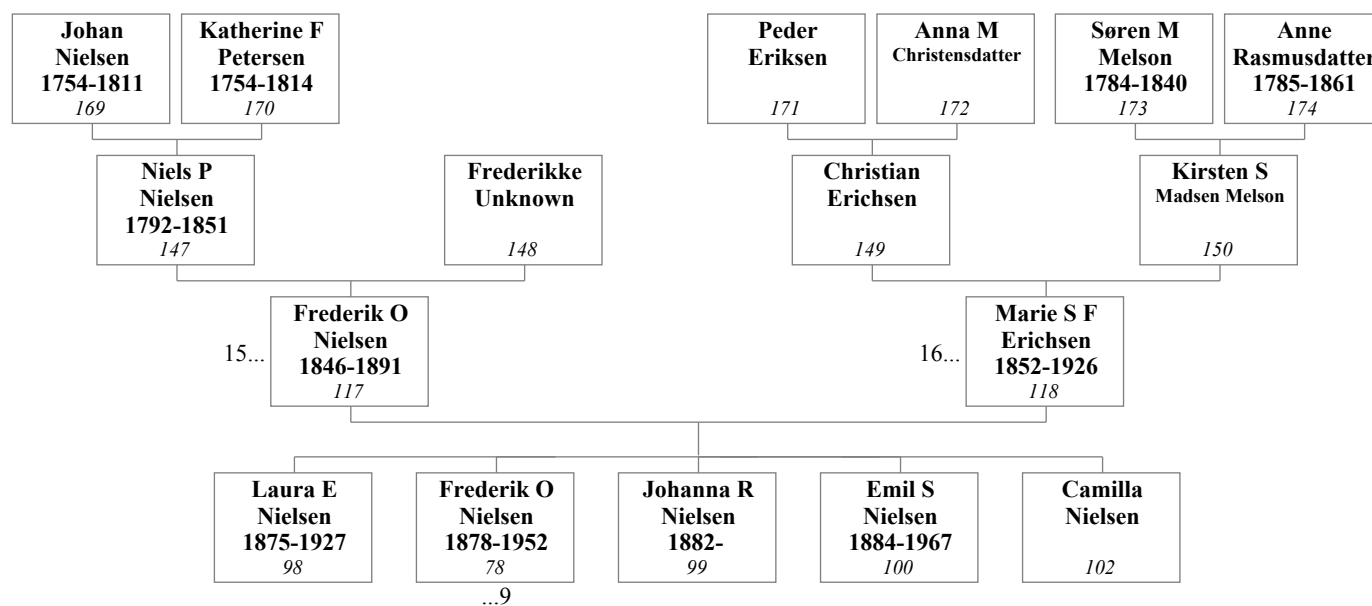 Johan
Nielsen
1754-1811
169
Katherine F
Petersen
1754-1814
170
Peder
Eriksen
171
Anna M
Christensdatter
172
Søren M
Melson
1784-1840
173
Anne
Rasmusdatter
1785-1861
174
Niels P
Nielsen
1792-1851
147
Frederikke
Unknown
148
Christian
Erichsen
149
Kirsten S
Madsen Melson
150
15...
Frederik O
Nielsen
1846-1891
117
16...
Marie S F
Erichsen
1852-1926
118
Laura E
Nielsen
1875-1927
98
Frederik O
Nielsen
1878-1952
78
...9
Johanna R
Nielsen
1882-
99
Emil S
Nielsen
1884-1967
100
Camilla
Nielsen
102